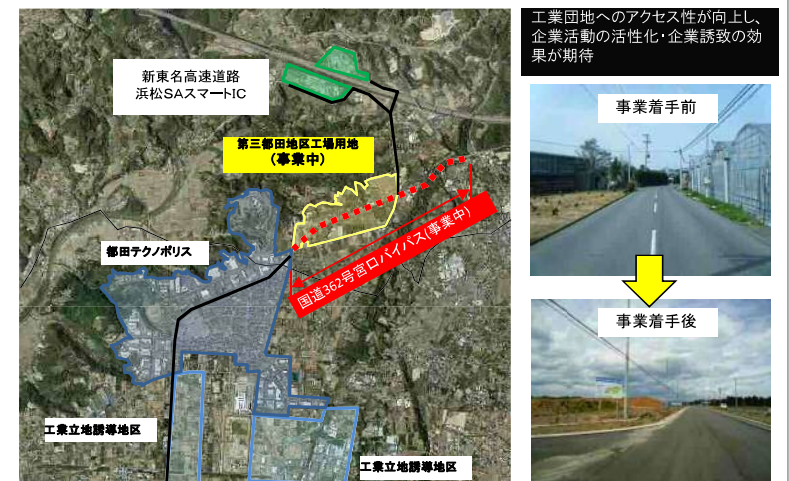 工業団地へのアクセス性が向上し、
企業活動の活性化・企業誘致の効
果が期待
新東名高速道路
浜松SAスマートIC
事業着手前
第三都田地区工場用地
(事業中)
都田テクノポリス
国道362号宮口バイパス(事業中)
事業着手後
工業立地誘導地区
工業立地誘導地区